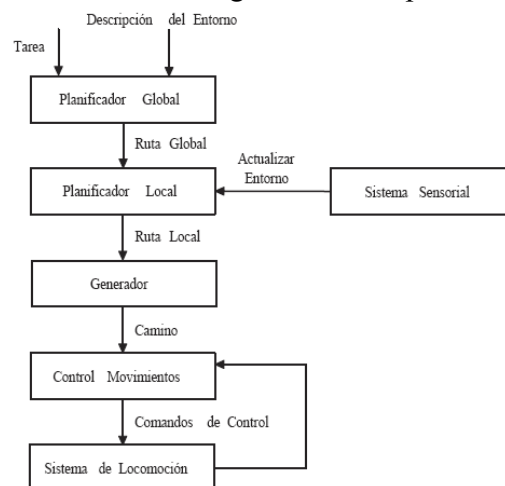 Descripción del Entorno
Tarea
Planificador Global
Ruta Global
Actualizar
Entorno
Planificador Local
Sistema Sensorial
Ruta Local
Generador
Camino
Control Movimientos
Comandos de Control
Sistema de Locomoción